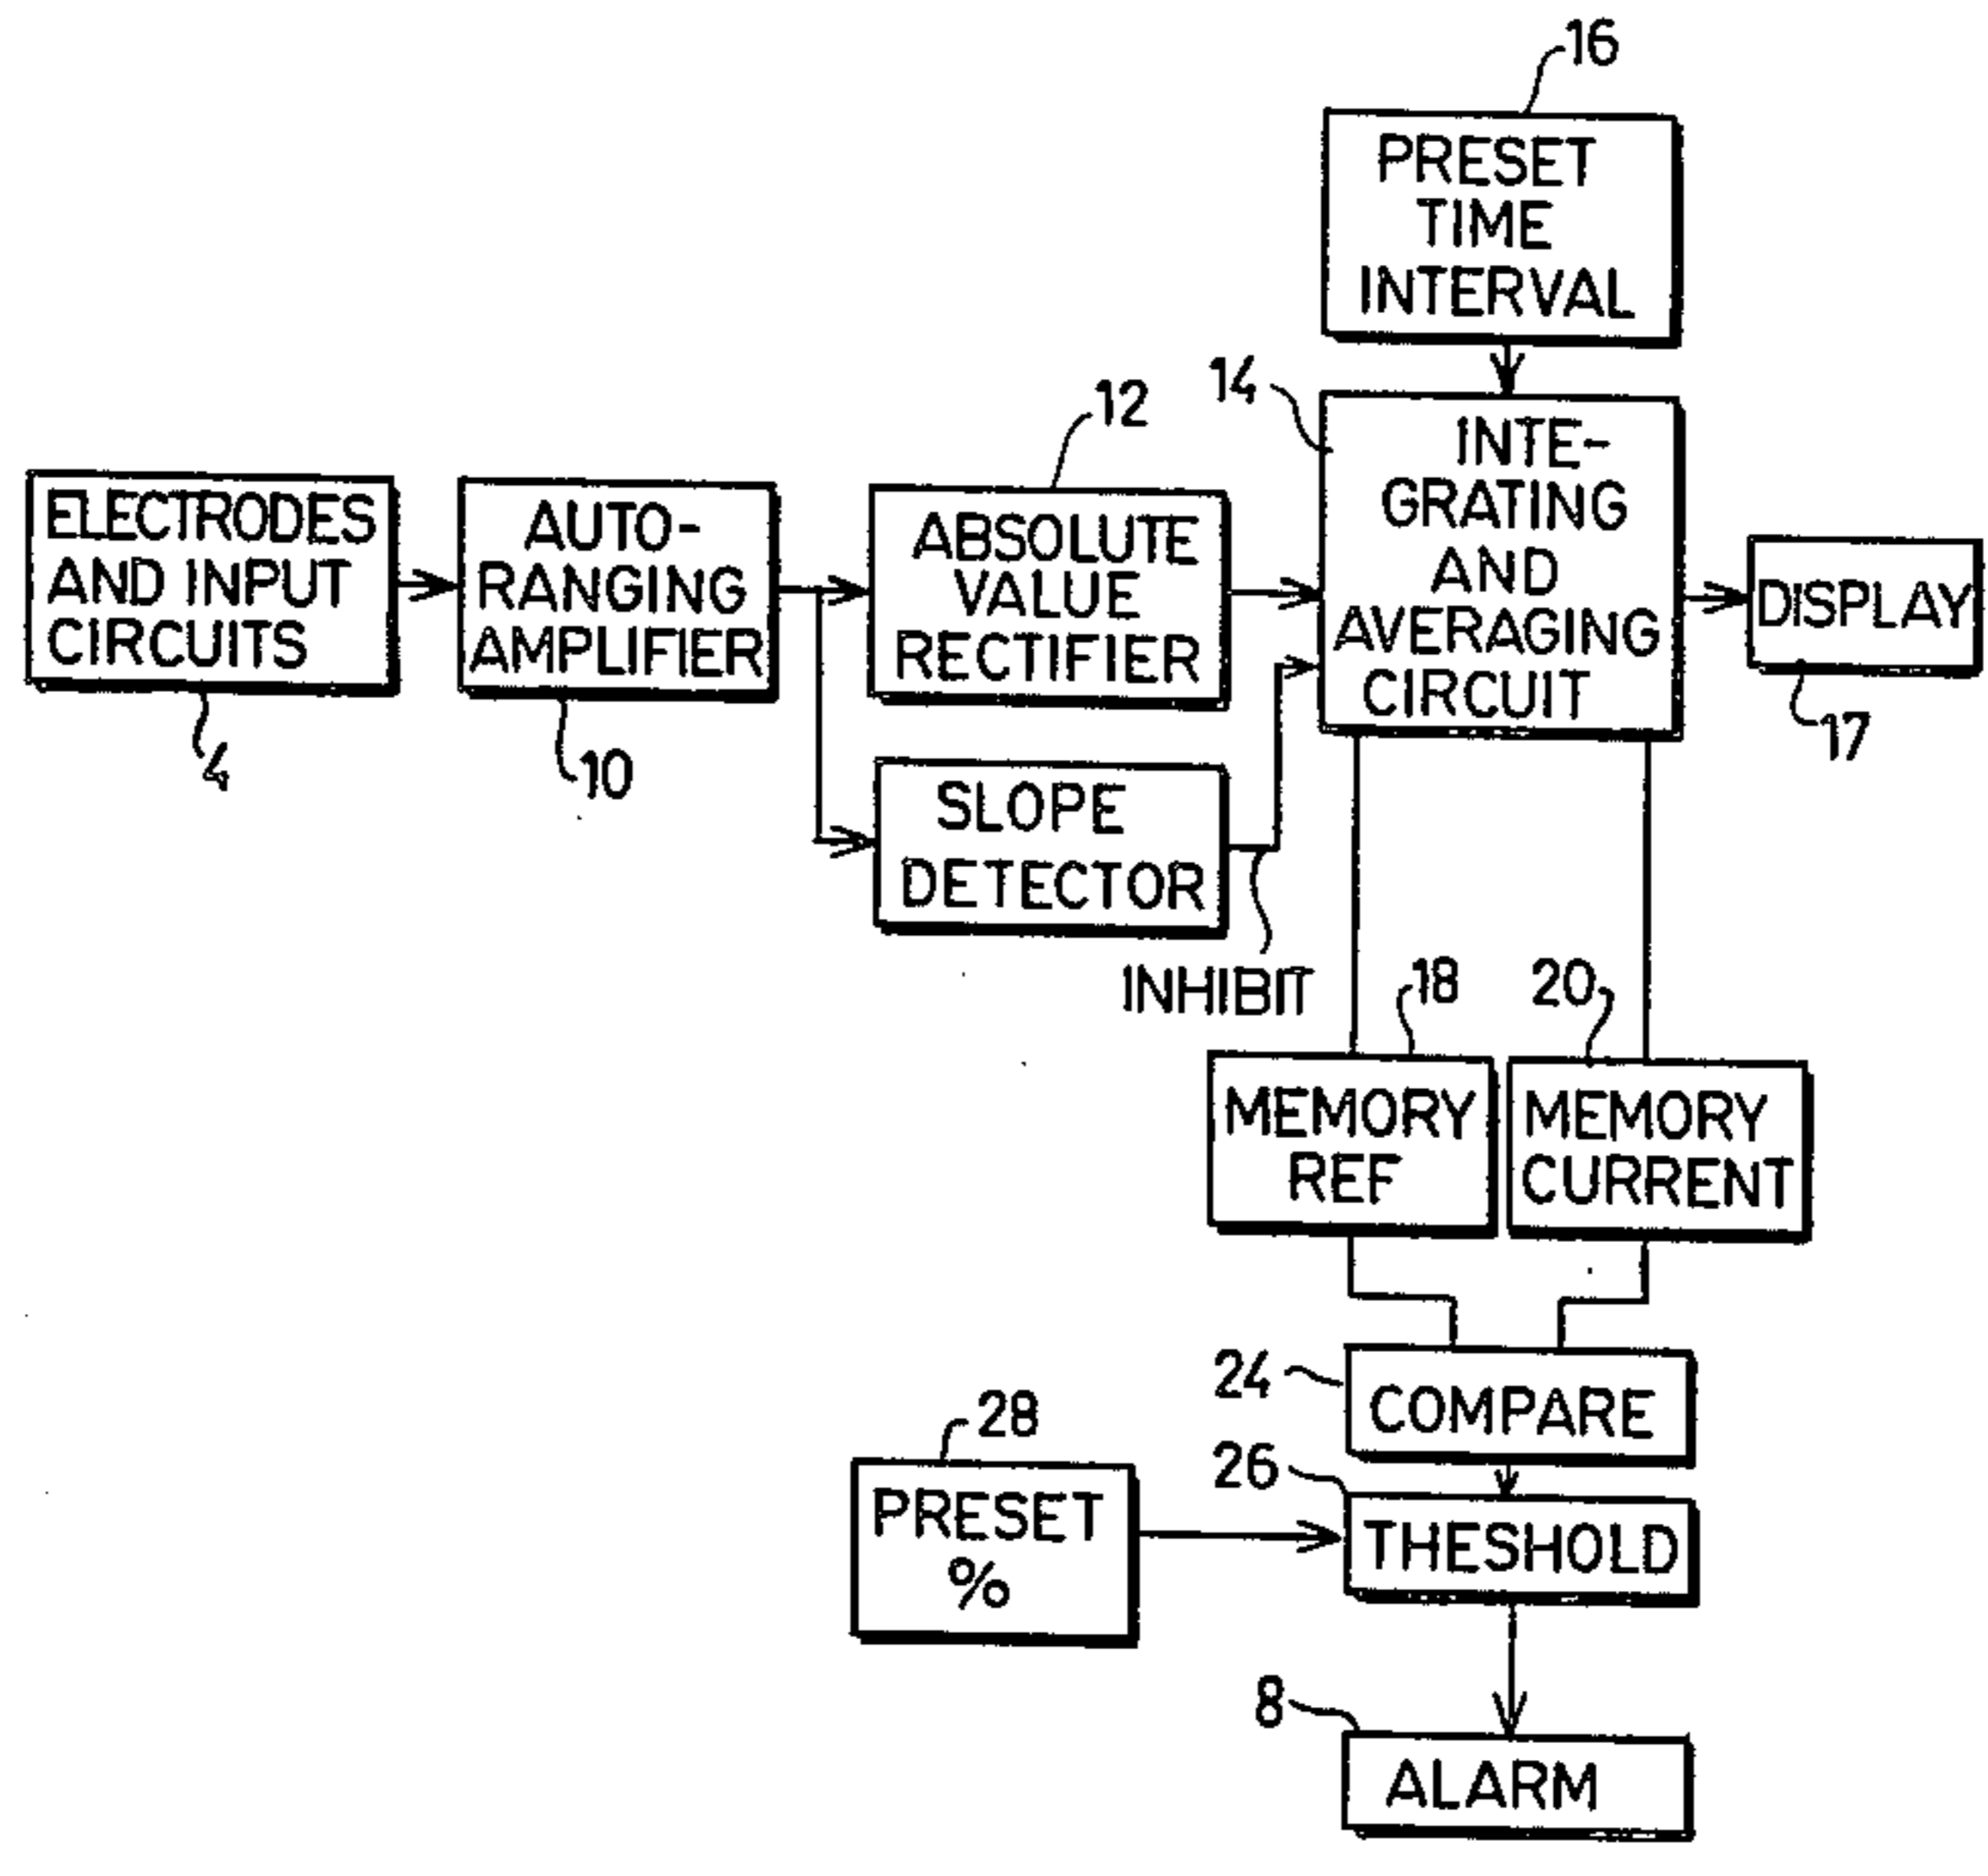 16
PRESET
TIME
INTERVAL
14
INTE-
GRATING
AND
AVERAGING
CIRCUIT
12
ABSOLUTE
VALUE
RECTIFIER
ELECTRODES
AND INPUT
CIRCUITS
4
AUTO-
RANGING
AMPLIFIER
10
DISPLAY
17
SLOPE
DETECTOR
INHIBIT
18
20
MEMORY
REF
MEMORY
CURRENT
24
COMPARE
28
PRESET
%
26
THESHOLD
8
ALARM